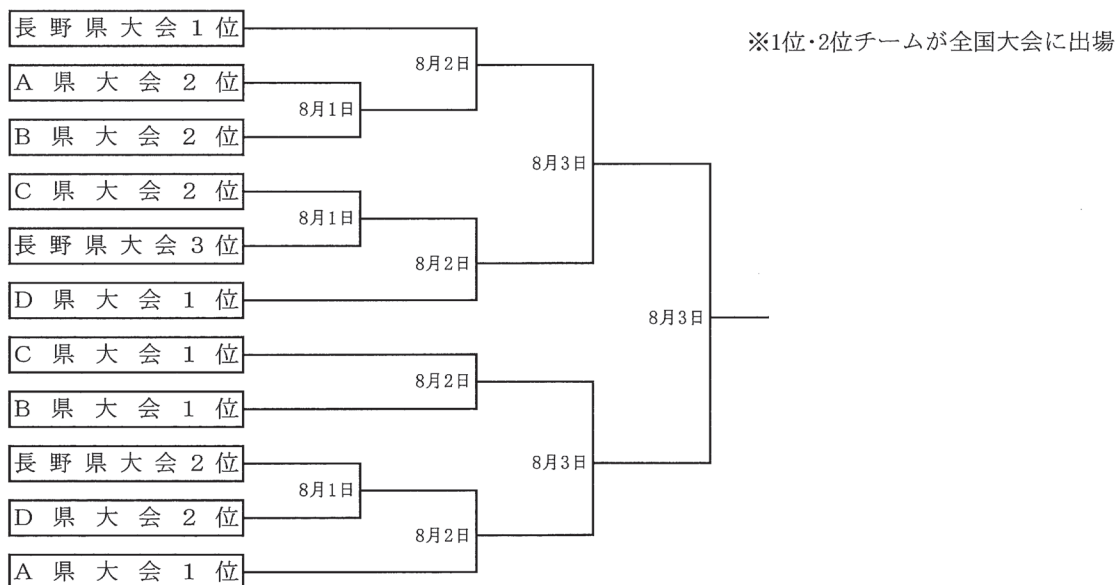 長野県大会1位
※1位・2位チームが全国大会に出場
8月2日
A県大会2位
8月1日
B県大会2位
8月3日
C県大会2位
8月1日
長野県大会3位
8月2日
D県大会1位
8月3日
C県大会1位
8月2日
B県大会1位
長野県大会2位
8月3日
8月1日
D県大会2位
8月2日
A県大会1位